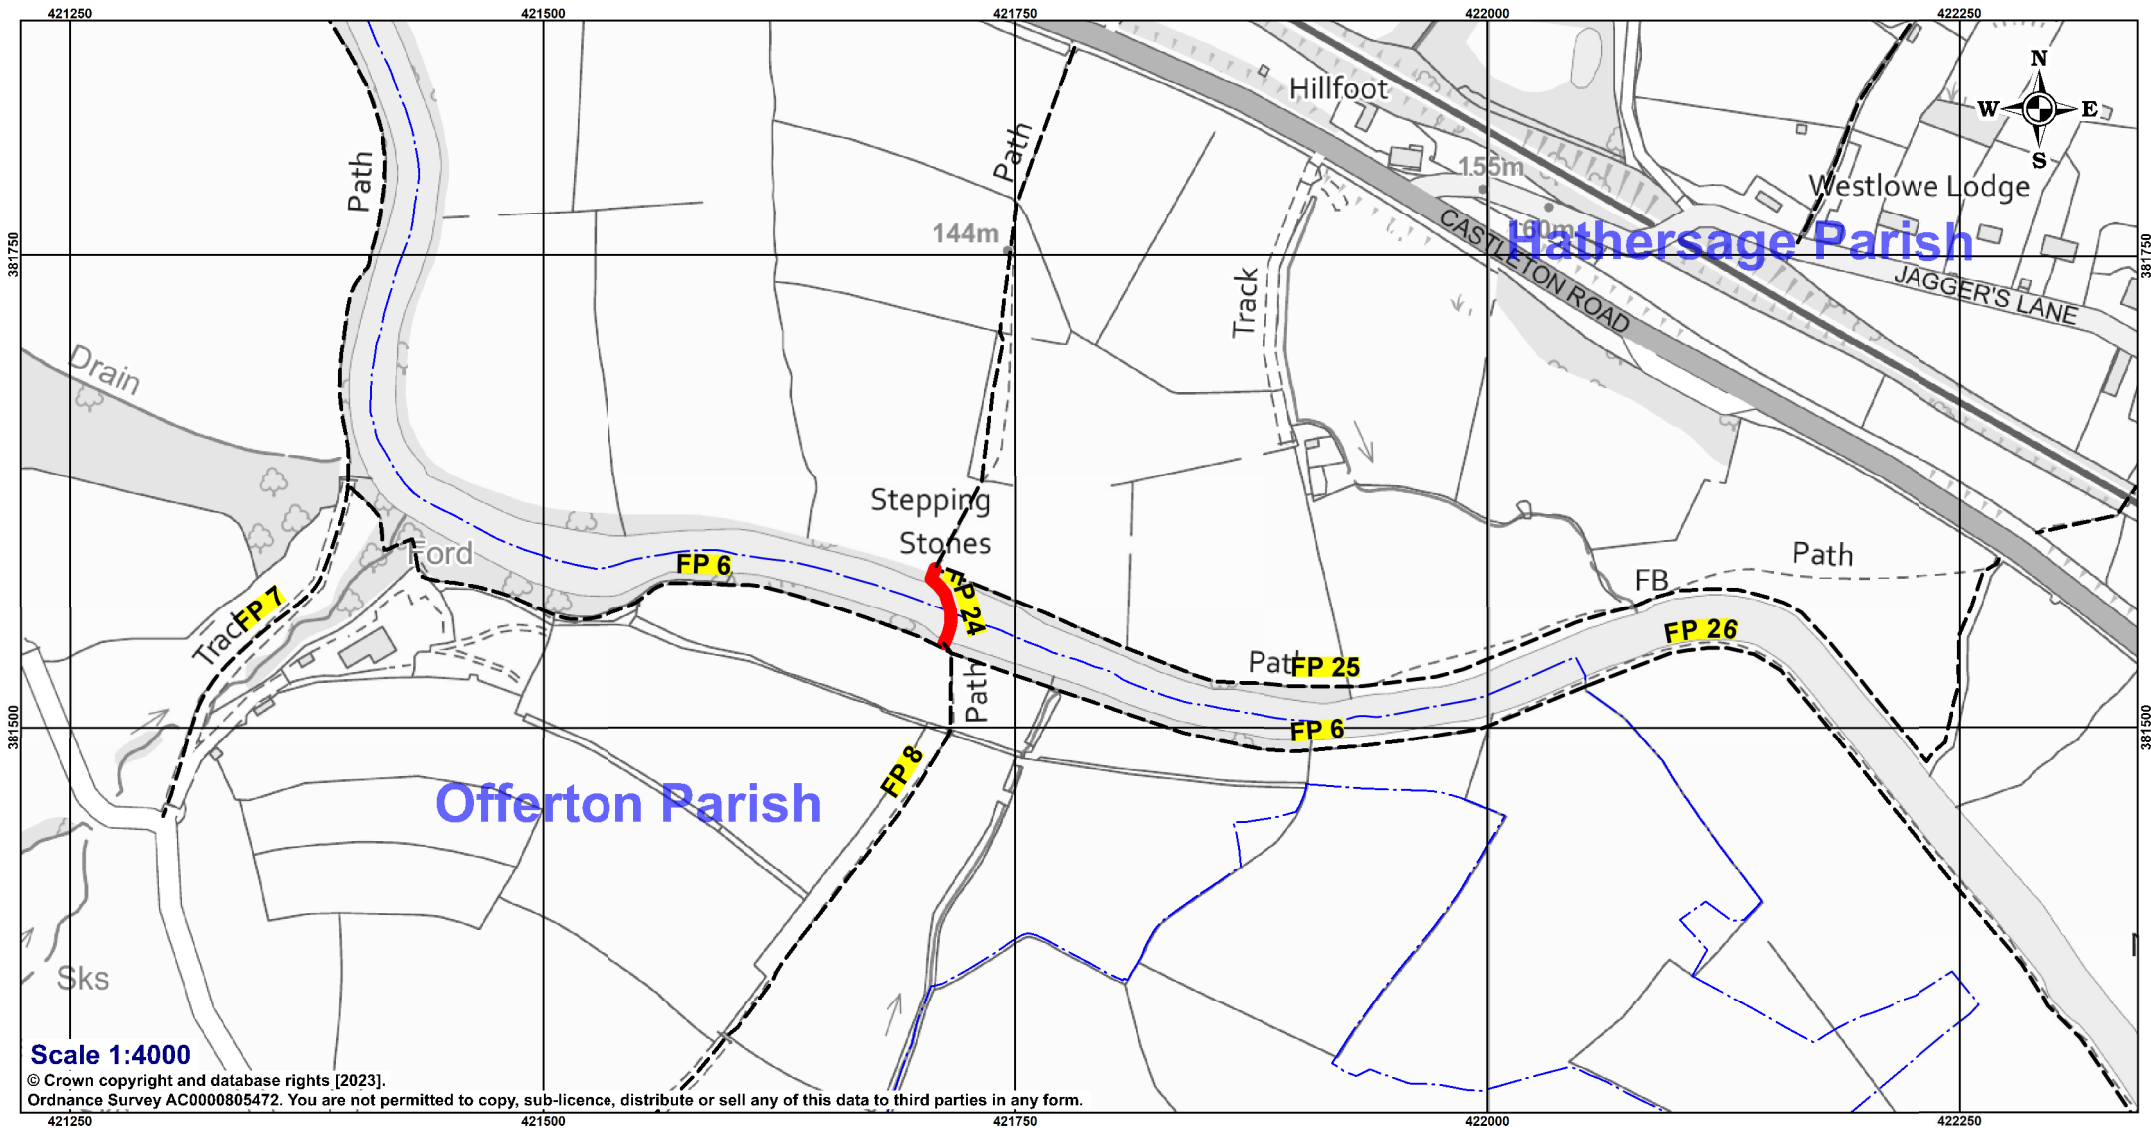 421250
421500
421750
422000
422250
N
W
E
S
Hillfoot
155m
Westlowe Lodge
160m
Hathersage Parish
JAGGER'S LANE
CASTLETON ROAD
Path
Path
144m
Track
381750
381750
Drain
Stepping
Stones
Ford
FP 6
FP 24
FP 7
Track
FB
Path
FP 26
Path
FP 25
Path
FP 6
381500
381500
FP 8
Offerton Parish
Sks
Scale 1:4000
© Crown copyright and database rights [2023].
Ordnance Survey AC0000805472. You are not permitted to copy, sub-licence, distribute or sell any of this data to third parties in any form.
421250
421500
421750
422000
422250